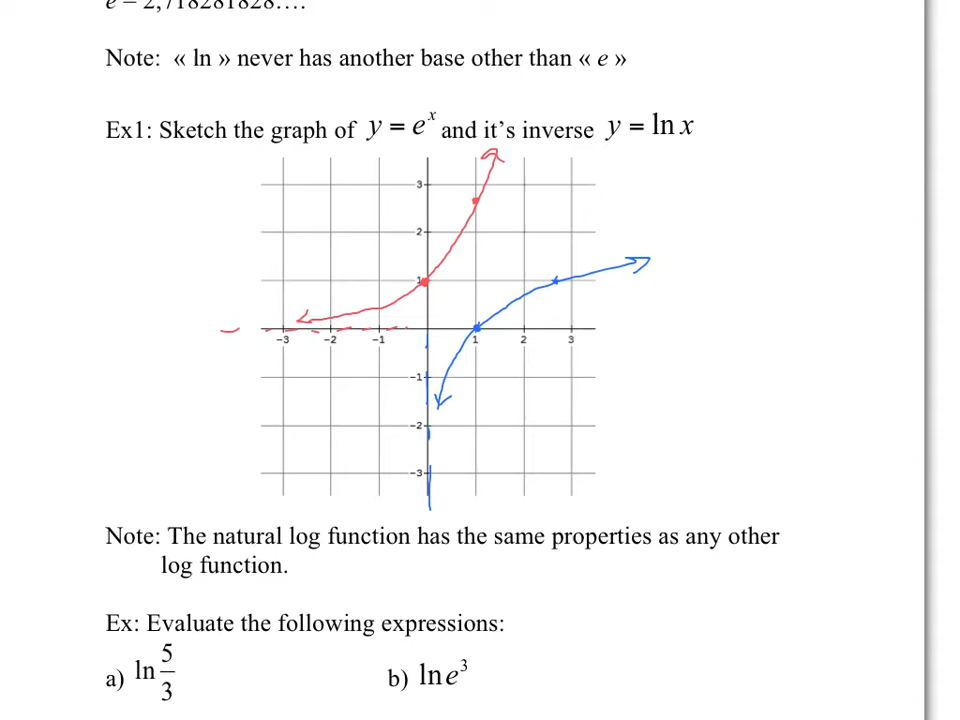 e = 2,718281828….
Note: « ln » never has another base other than « e »
Ex1: Sketch the graph of y = e^x and it’s inverse y = ln x
3
2
1
-3 -2 -1 1 2 3
-1
-2
-3
Note: The natural log function has the same properties as any other
log function.
Ex: Evaluate the following expressions:
a) ln 5/3 b) ln e^3